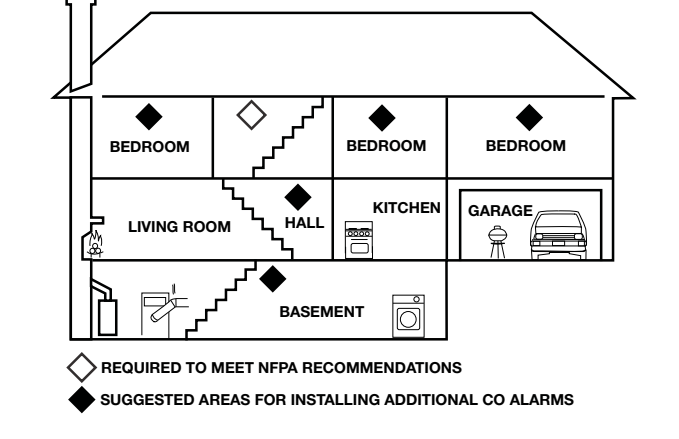 BEDROOM
BEDROOM
BEDROOM
LIVING ROOM
HALL
KITCHEN
GARAGE
BASEMENT
REQUIRED TO MEET NFPA RECOMMENDATIONS
SUGGESTED AREAS FOR INSTALLING ADDITIONAL CO ALARMS